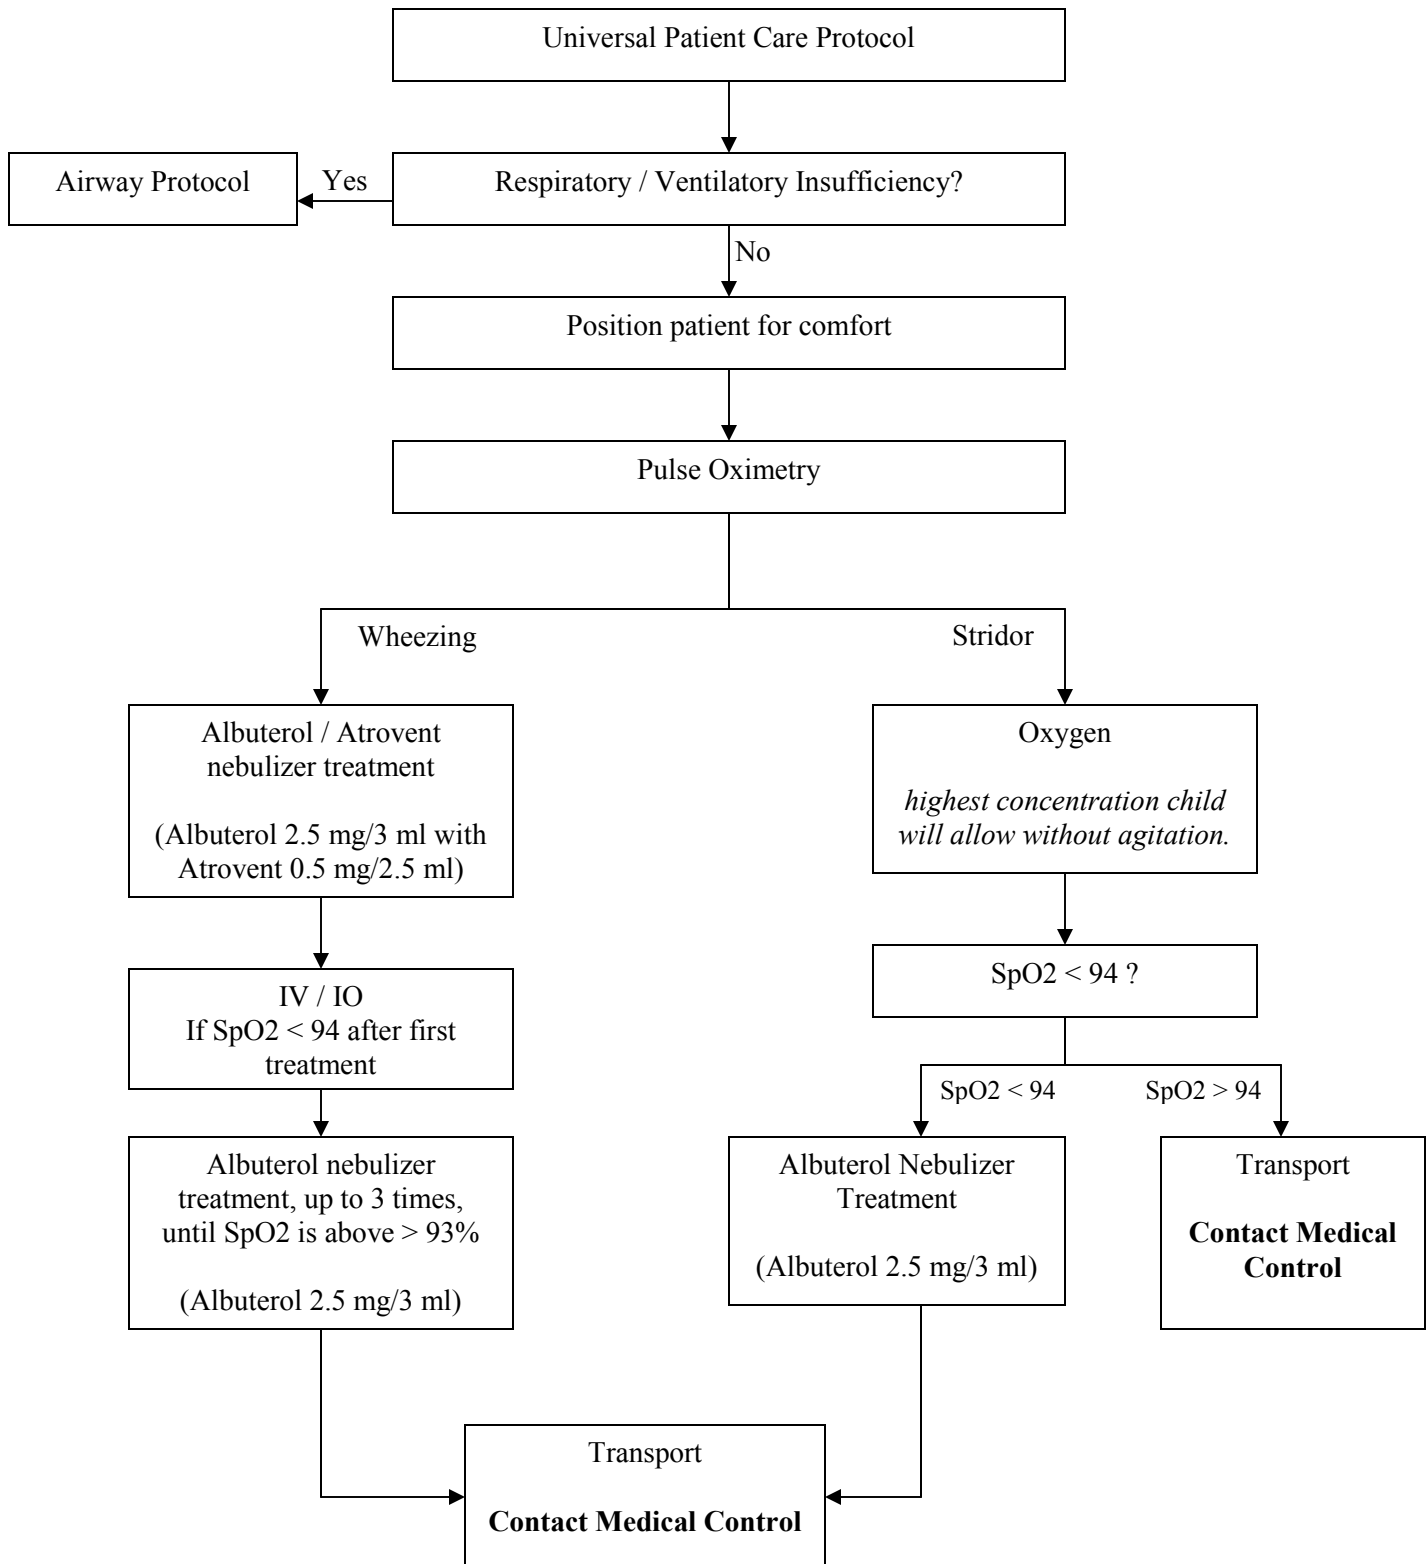 Universal Patient Care Protocol
Airway Protocol
Yes
Respiratory / Ventilatory Insufficiency?
No
Position patient for comfort
Pulse Oximetry
Wheezing
Stridor
Albuterol / Atrovent
nebulizer treatment
(Albuterol 2.5 mg/3 ml with
Atrovent 0.5 mg/2.5 ml)
Oxygen
highest concentration child
will allow without agitation.
IV / IO
If SpO2 < 94 after first
treatment
SpO2 < 94 ?
SpO2 < 94
SpO2 > 94
Albuterol nebulizer
treatment, up to 3 times,
until SpO2 is above > 93%
(Albuterol 2.5 mg/3 ml)
Albuterol Nebulizer
Treatment
(Albuterol 2.5 mg/3 ml)
Transport
Contact Medical
Control
Transport
Contact Medical Control